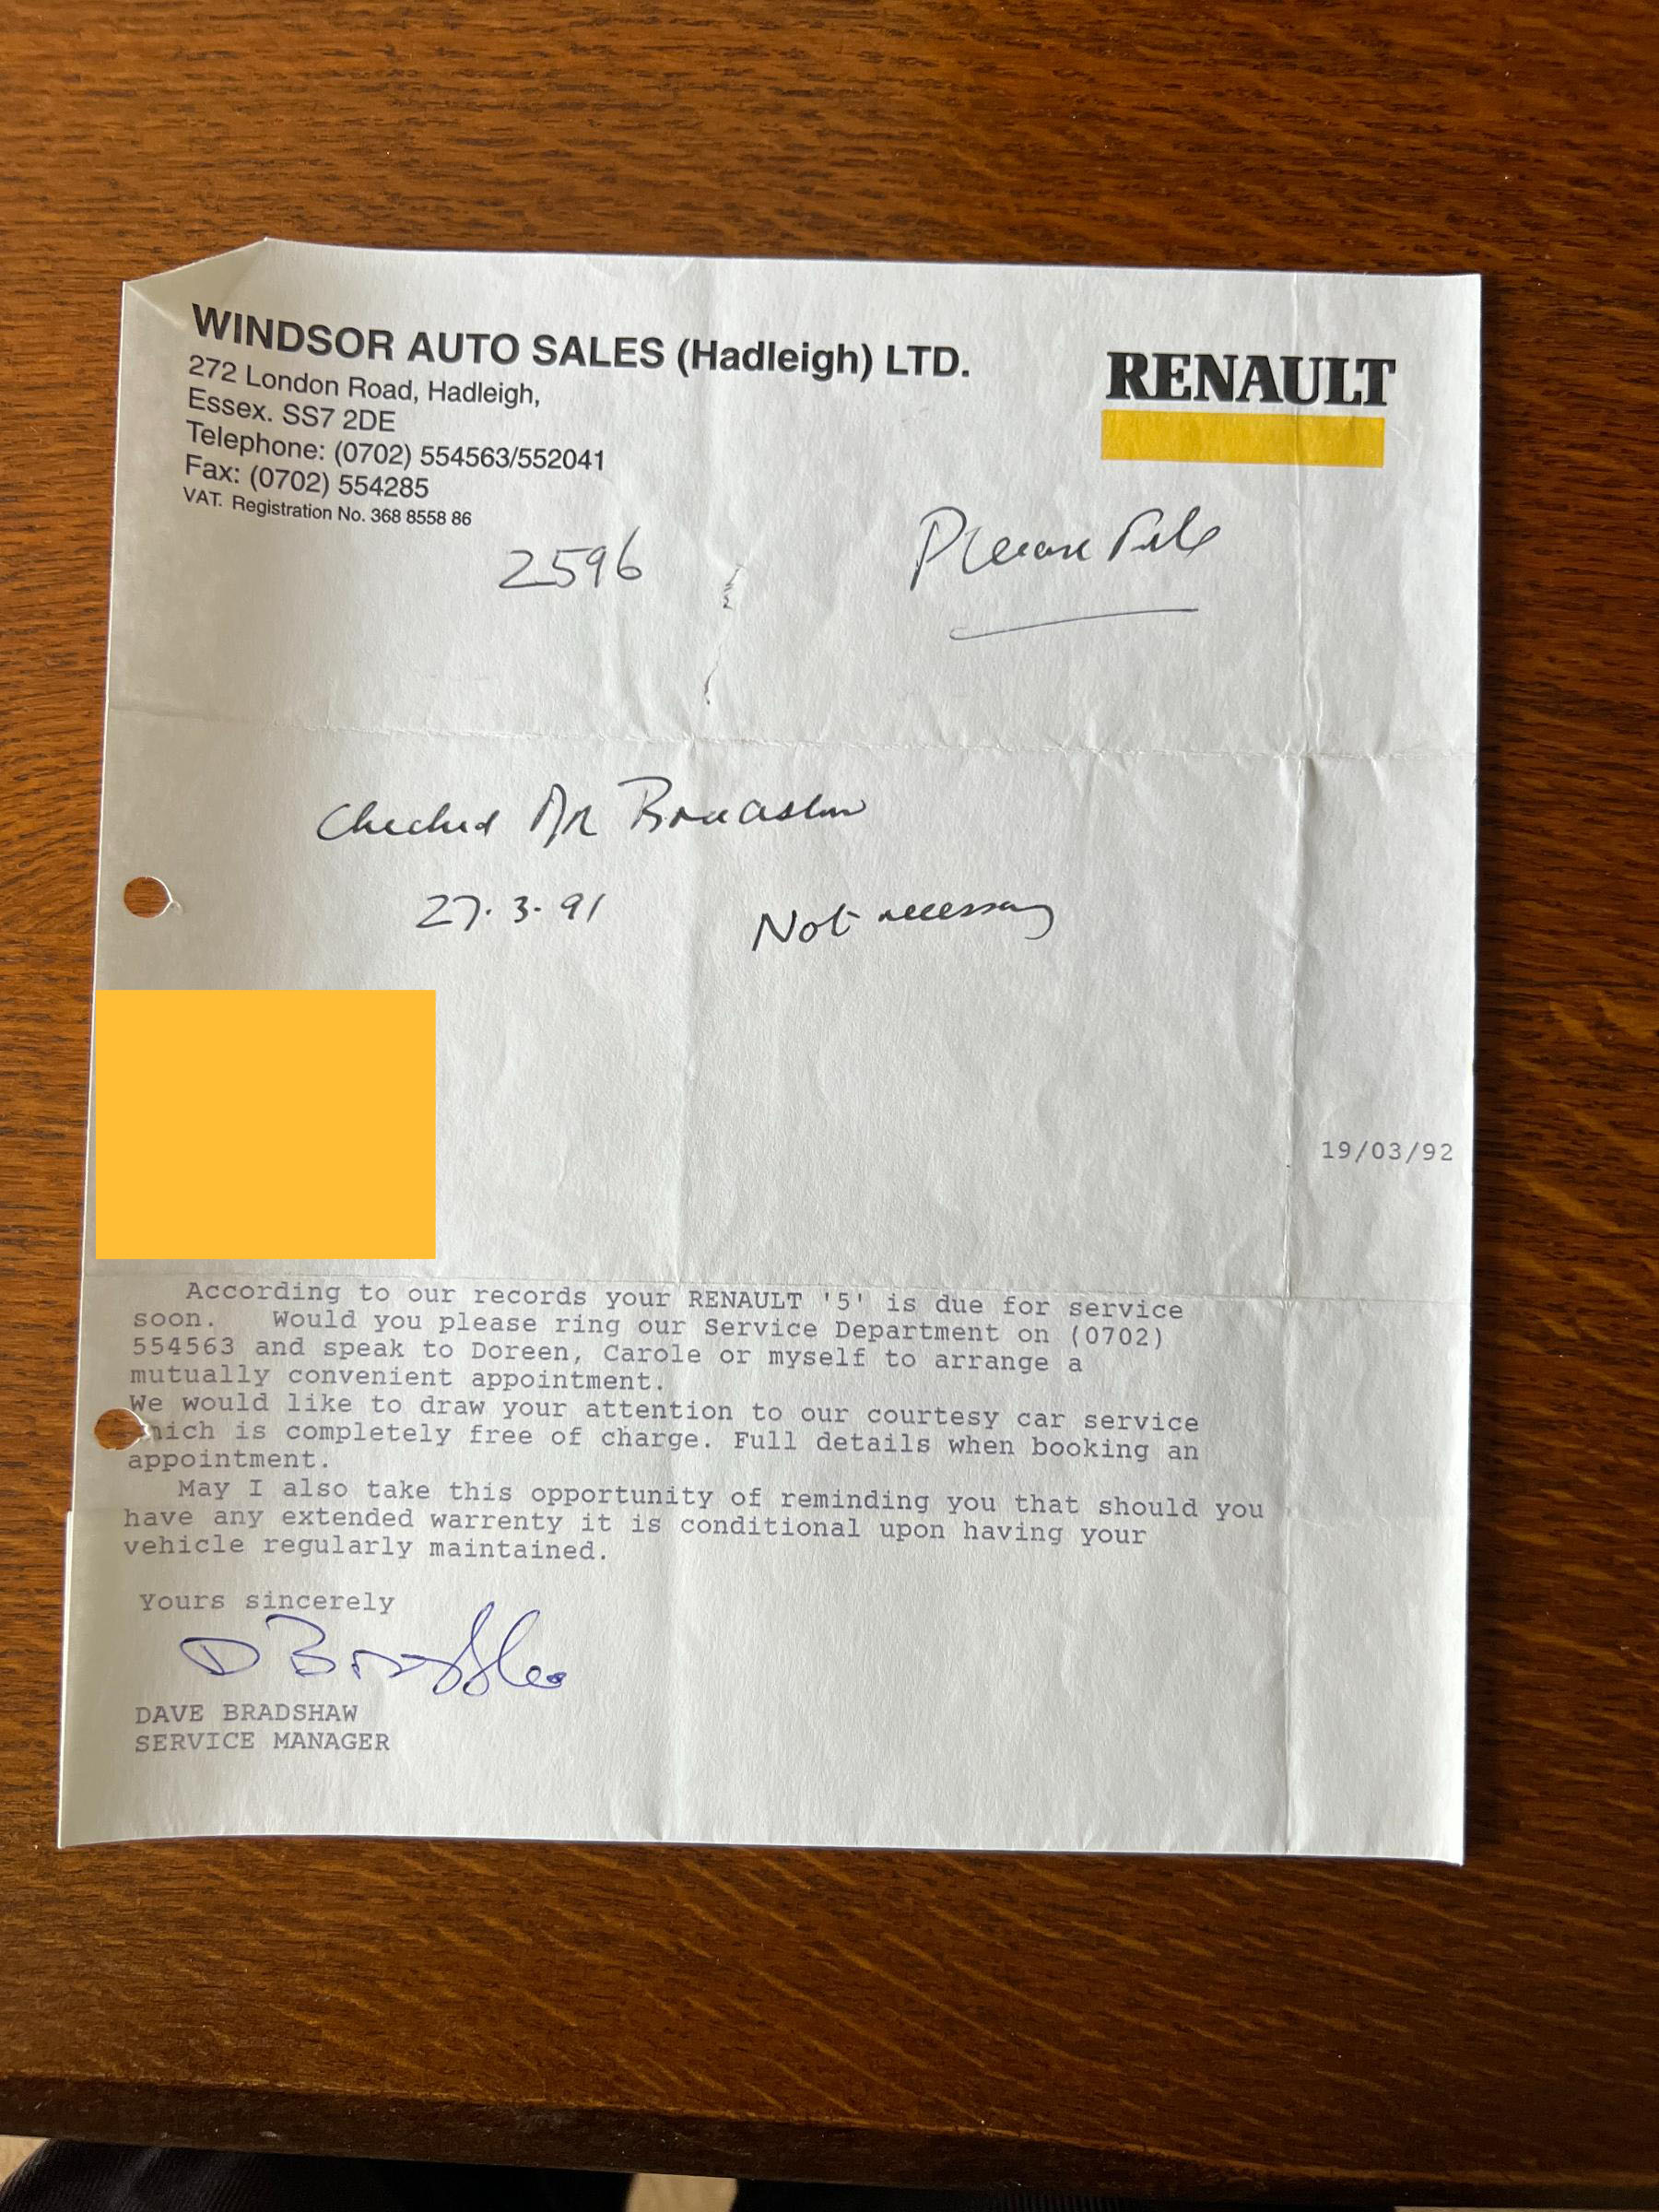 WINDSOR AUTO SALES (Hadleigh) LTD.
272 London Road, Hadleigh,
Essex. SS7 2DE
Telephone: (0702) 554563/552041
Fax: (0702) 554285
VAT. Registration No. 368 8558 86
RENAULT
2596
Please File
Checked Mr
27.3.91
Not necessary
19/03/92
According to our records your RENAULT '5' is due for service
soon. Would you please ring our Service Department on (0702)
554563 and speak to Doreen, Carole or myself to arrange a
mutually convenient appointment.
We would like to draw your attention to our courtesy car service
which is completely free of charge. Full details when booking an
appointment.
May I also take this opportunity of reminding you that should you
have any extended warrenty it is conditional upon having your
vehicle regularly maintained.
Yours sincerely
DAVE BRADSHAW
SERVICE MANAGER